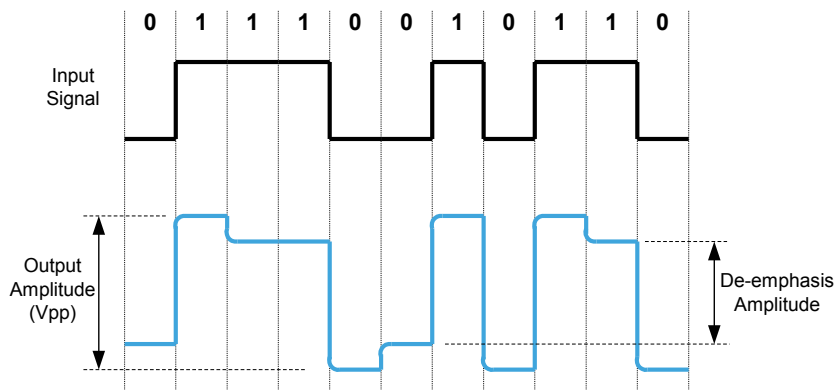 0 1 1 1 0 0 1 0 1 1 0
Input
Signal
Output
Amplitude
(Vpp)
De-emphasis
Amplitude